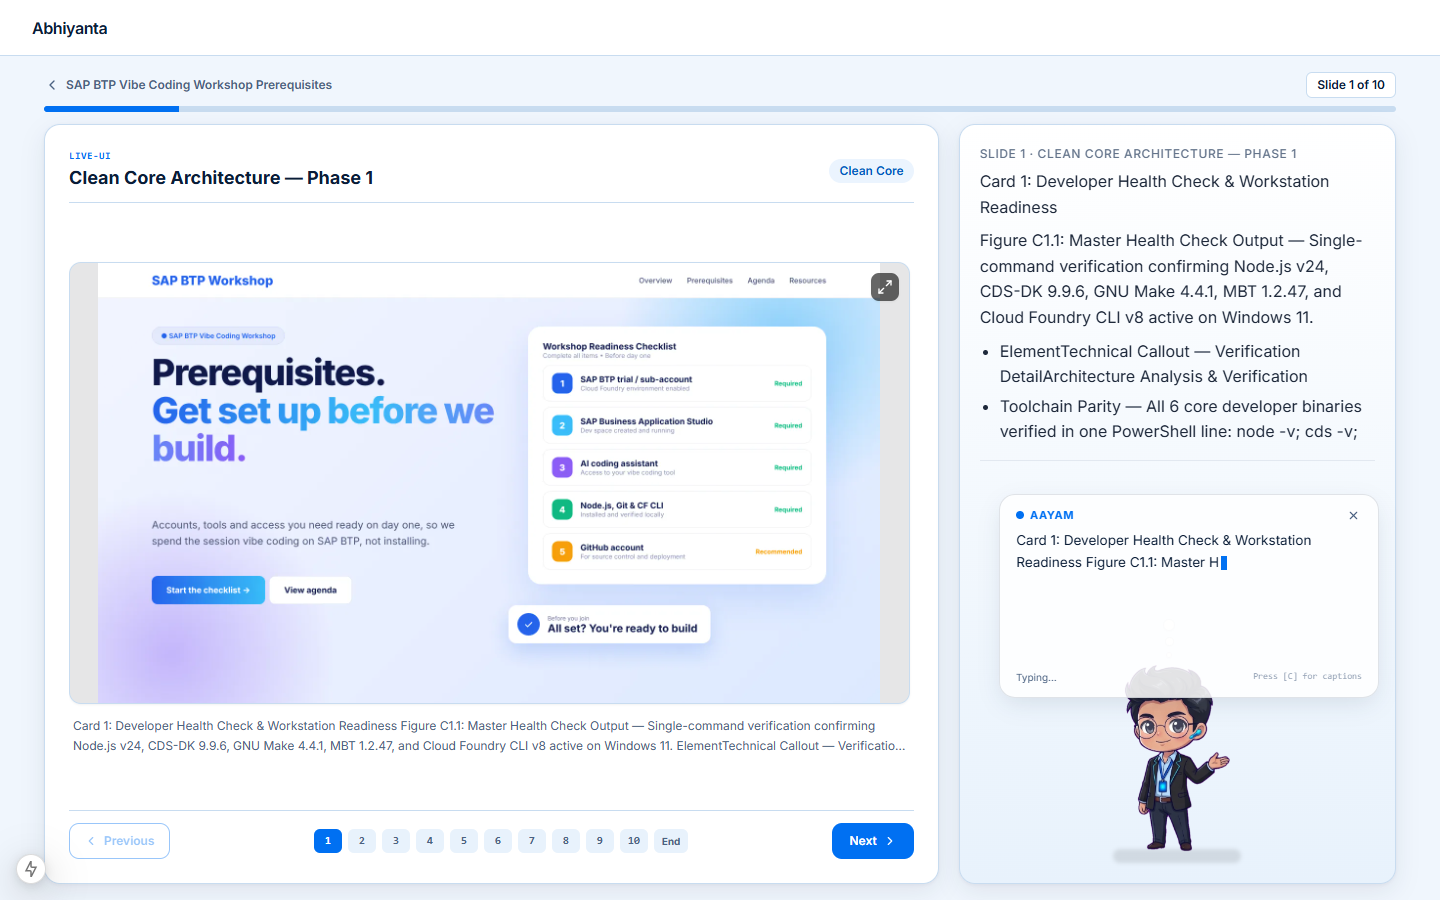 Abhiyanta
SAP BTP Vibe Coding Workshop Prerequisites
Slide 1 of 10
LIVE-UI
Clean Core Architecture — Phase 1
Clean Core
SAP BTP Workshop
Overview Prerequisites Agenda Resources
SAP BTP Vibe Coding Workshop
Prerequisites.
Get set up before we
build.
Accounts, tools and access you need ready on day one, so we
spend the session vibe coding on SAP BTP, not installing.
Start the checklist →
View agenda
Workshop Readiness Checklist
Complete all items • Before day one
1
SAP BTP trial / sub-account
Cloud Foundry environment enabled
Required
2
SAP Business Application Studio
Dev space created and running
Required
3
AI coding assistant
Access to your vibe coding tool
Required
4
Node.js, Git & CF CLI
Installed and verified locally
Required
5
GitHub account
For source control and deployment
Recommended
Before you join
All set? You're ready to build
Card 1: Developer Health Check & Workstation Readiness Figure C1.1: Master Health Check Output — Single-command verification confirming
Node.js v24, CDS-DK 9.9.6, GNU Make 4.4.1, MBT 1.2.47, and Cloud Foundry CLI v8 active on Windows 11. ElementTechnical Callout — Verificatio...
Previous
1 2 3 4 5 6 7 8 9 10 End
Next
SLIDE 1 · CLEAN CORE ARCHITECTURE — PHASE 1
Card 1: Developer Health Check & Workstation
Readiness
Figure C1.1: Master Health Check Output — Single-
command verification confirming Node.js v24,
CDS-DK 9.9.6, GNU Make 4.4.1, MBT 1.2.47, and
Cloud Foundry CLI v8 active on Windows 11.
• ElementTechnical Callout — Verification
DetailArchitecture Analysis & Verification
• Toolchain Parity — All 6 core developer binaries
verified in one PowerShell line: node -v; cds -v;
AAYAM
Card 1: Developer Health Check & Workstation
Readiness Figure C1.1: Master H
Typing...
Press [C] for captions